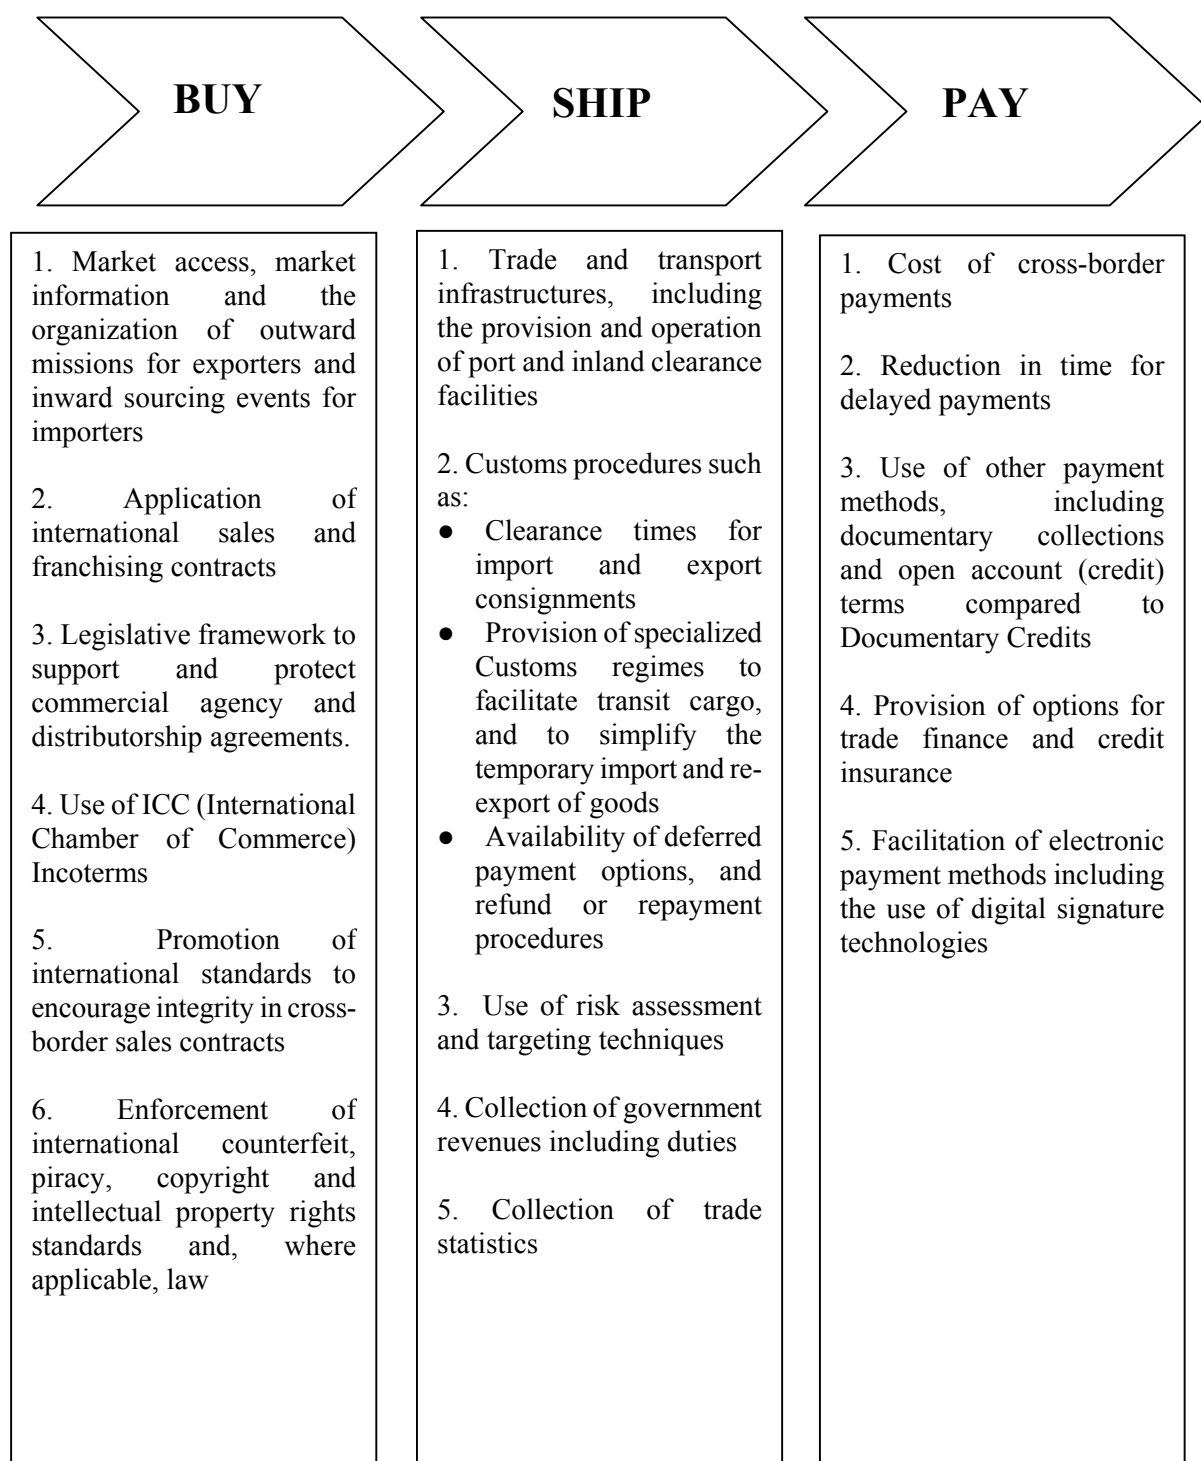 BUY
SHIP
PAY
1. Market access, market
information and the
organization of outward
missions for exporters and
inward sourcing events for
importers
2. Application of
international sales and
franchising contracts
3. Legislative framework to
support and protect
commercial agency and
distributorship agreements.
4. Use of ICC (International
Chamber of Commerce)
Incoterms
5. Promotion of
international standards to
encourage integrity in cross-
border sales contracts
6. Enforcement of
international counterfeit,
piracy, copyright and
intellectual property rights
standards and, where
applicable, law
1. Trade and transport
infrastructures, including
the provision and operation
of port and inland clearance
facilities
2. Customs procedures such
as:
● Clearance times for
import and export
consignments
● Provision of specialized
Customs regimes to
facilitate transit cargo,
and to simplify the
temporary import and re-
export of goods
● Availability of deferred
payment options, and
refund or repayment
procedures
3. Use of risk assessment
and targeting techniques
4. Collection of government
revenues including duties
5. Collection of trade
statistics
1. Cost of cross-border
payments
2. Reduction in time for
delayed payments
3. Use of other payment
methods, including
documentary collections
and open account (credit)
terms compared to
Documentary Credits
4. Provision of options for
trade finance and credit
insurance
5. Facilitation of electronic
payment methods including
the use of digital signature
technologies